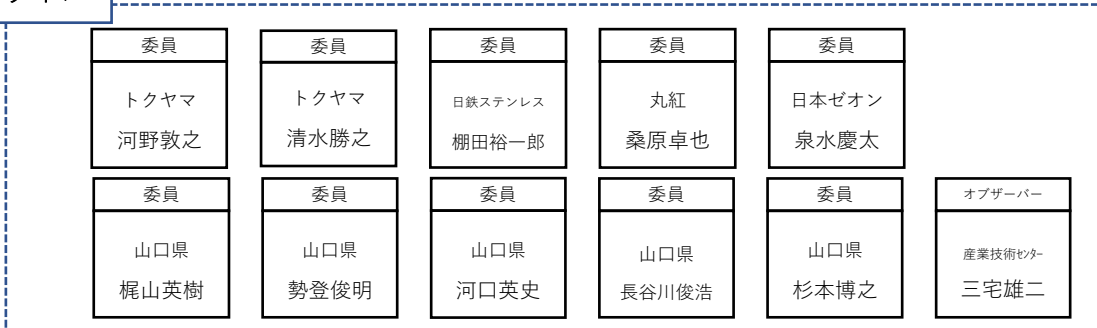 委員
トクヤマ
河野敦之
委員
トクヤマ
清水勝之
委員
日鉄ステンレス
棚田裕一郎
委員
丸紅
桑原卓也
委員
日本ゼオン
泉水慶太
委員
山口県
梶山英樹
委員
山口県
勢登俊明
委員
山口県
河口英史
委員
山口県
長谷川俊浩
委員
山口県
杉本博之
オブザーバー
産業技術ｾﾝﾀｰ
三宅雄二